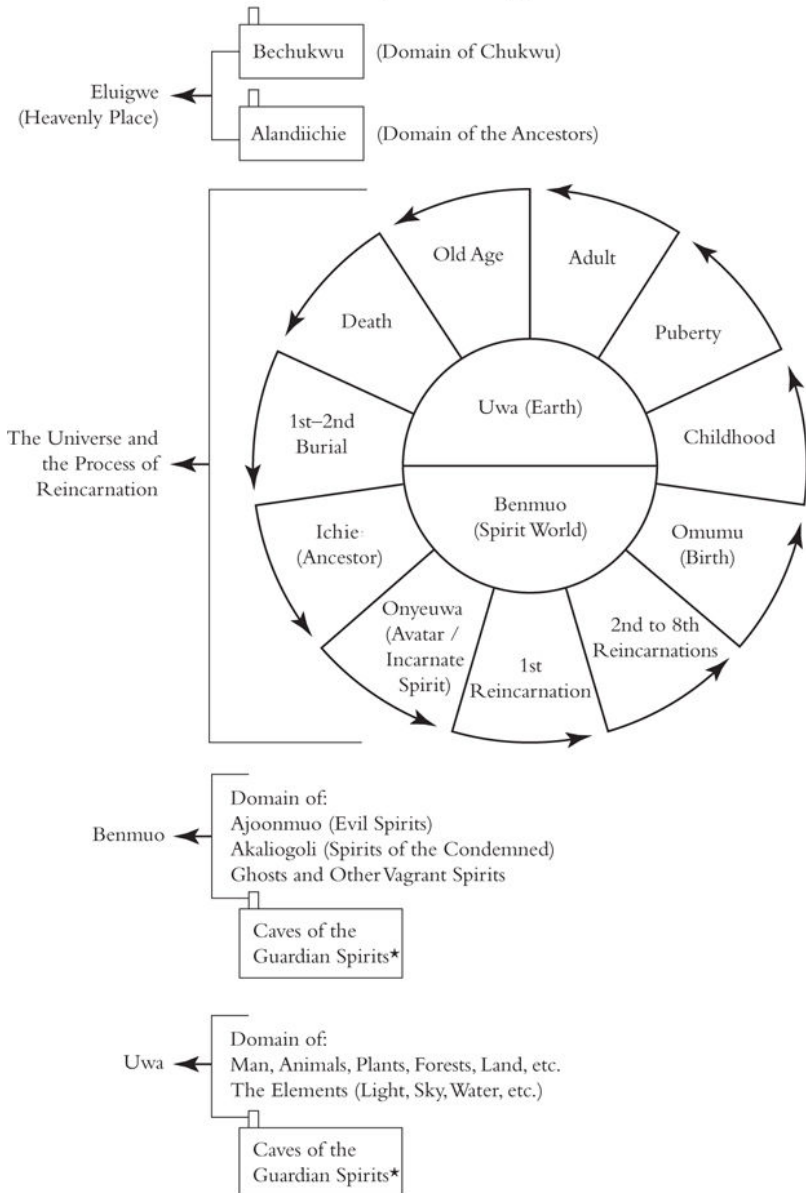 Bechukwu
(Domain of Chukwu)
Eluigwe
(Heavenly Place)
Alandiichie
(Domain of the Ancestors)
The Universe and
the Process of
Reincarnation
Old Age
Adult
Death
Puberty
1st–2nd
Burial
Uwa (Earth)
Childhood
Benmuo
(Spirit World)
Ichie
(Ancestor)
Omumu
(Birth)
Onyeuwa
(Avatar /
Incarnate
Spirit)
1st
Reincarnation
2nd to 8th
Reincarnations
Benmuo
Domain of:
Ajoonmuo (Evil Spirits)
Akaliogoli (Spirits of the Condemned)
Ghosts and Other Vagrant Spirits
Caves of the
Guardian Spirits★
Uwa
Domain of:
Man, Animals, Plants, Forests, Land, etc.
The Elements (Light, Sky, Water, etc.)
Caves of the
Guardian Spirits★